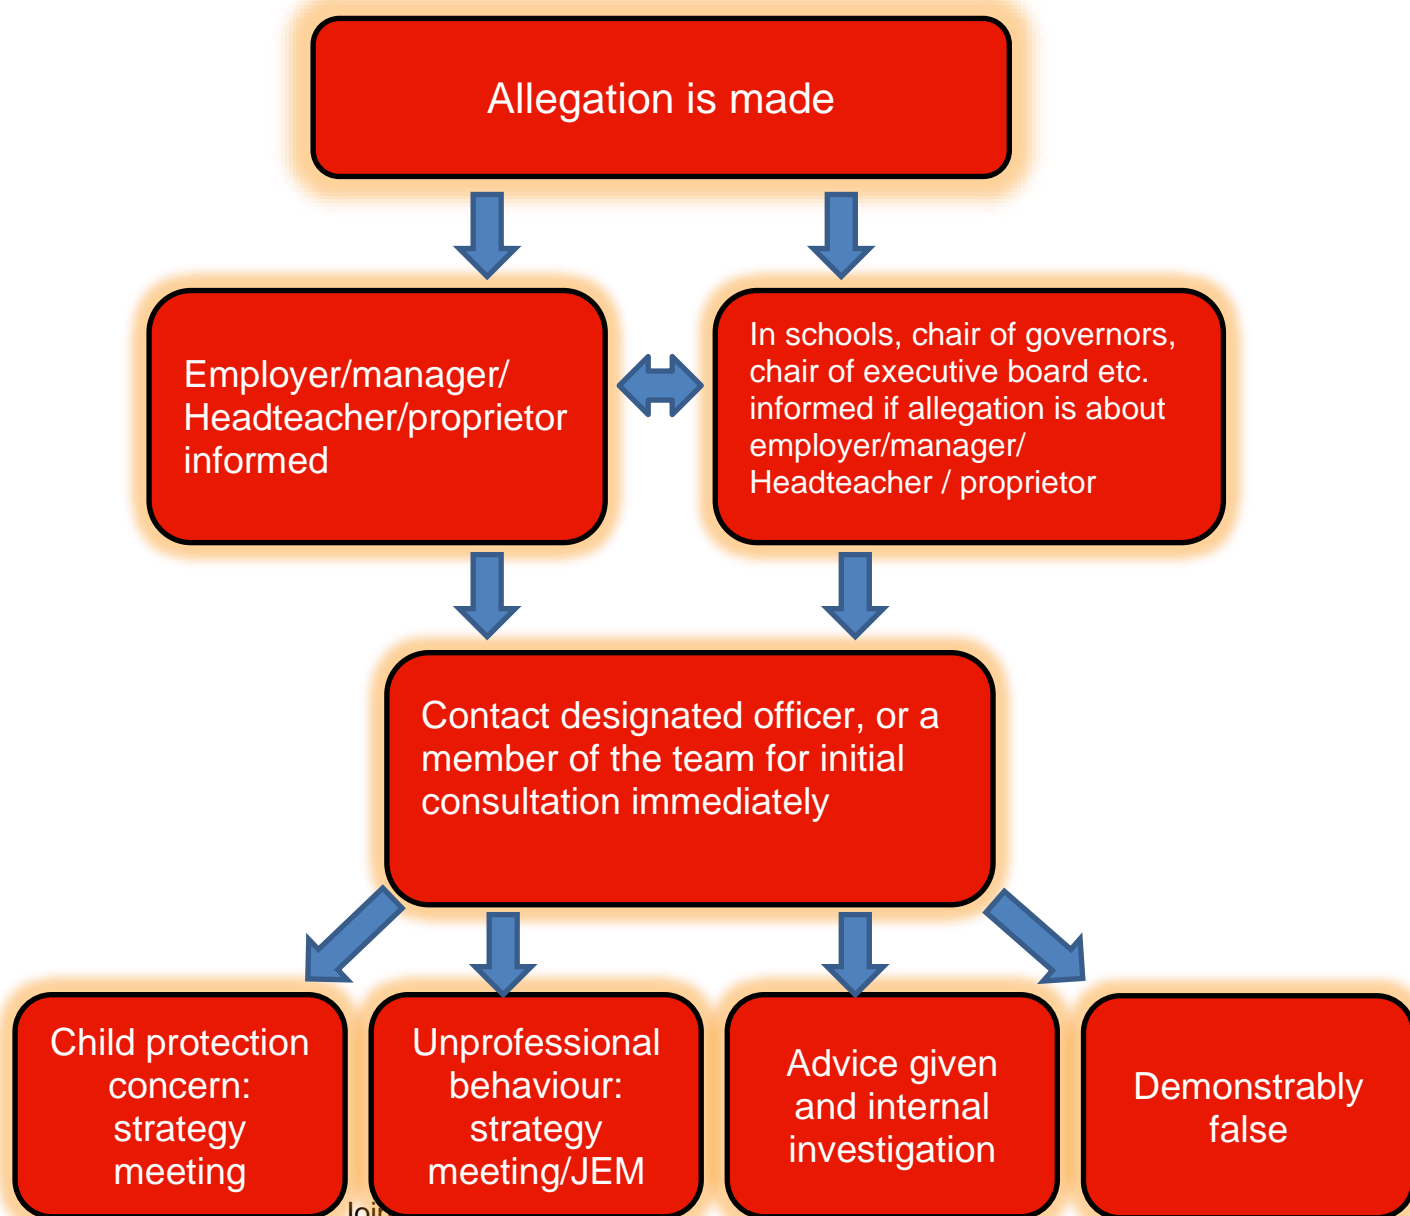 Allegation is made
Employer/manager/
Headteacher/proprietor
informed
In schools, chair of governors,
chair of executive board etc.
informed if allegation is about
employer/manager/
Headteacher / proprietor
Contact designated officer, or a
member of the team for initial
consultation immediately
Child protection
concern:
strategy
meeting
Unprofessional
behaviour:
strategy
meeting/JEM
Advice given
and internal
investigation
Demonstrably
false